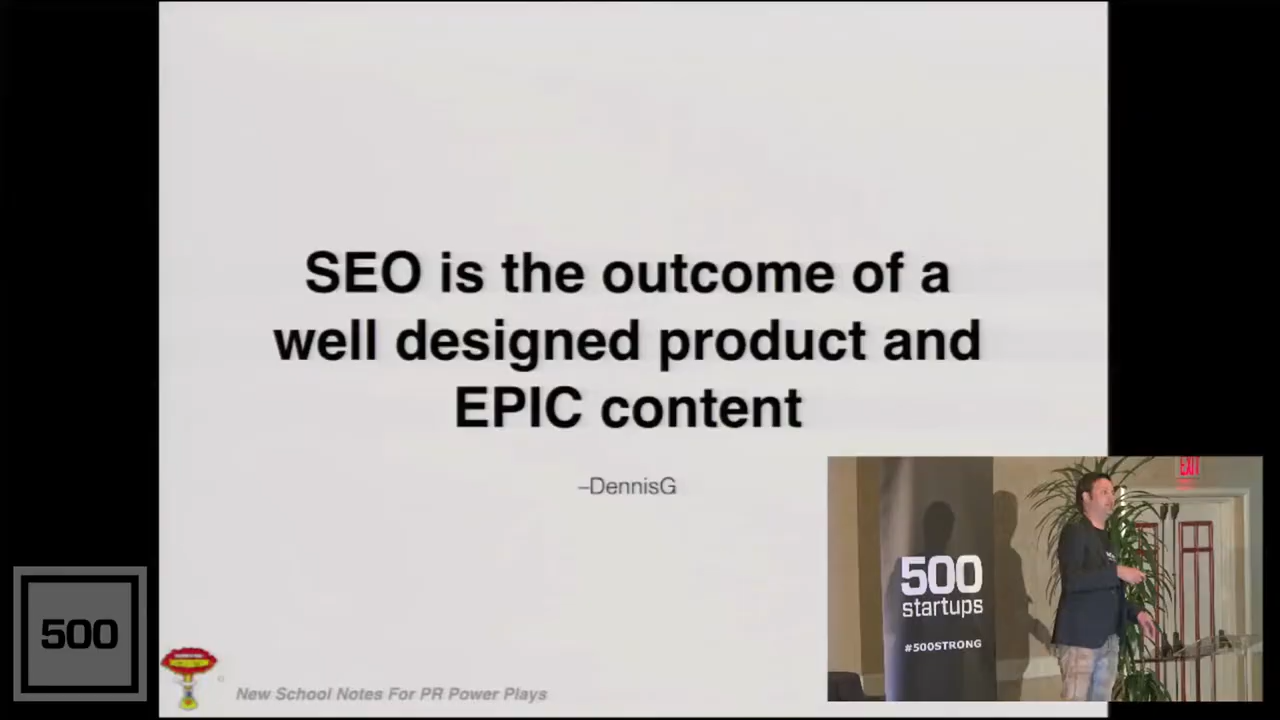 SEO is the outcome of a
well designed product and
EPIC content
–DennisG
EXIT
500
startups
#500STRONG
500
New School Notes For PR Power Plays